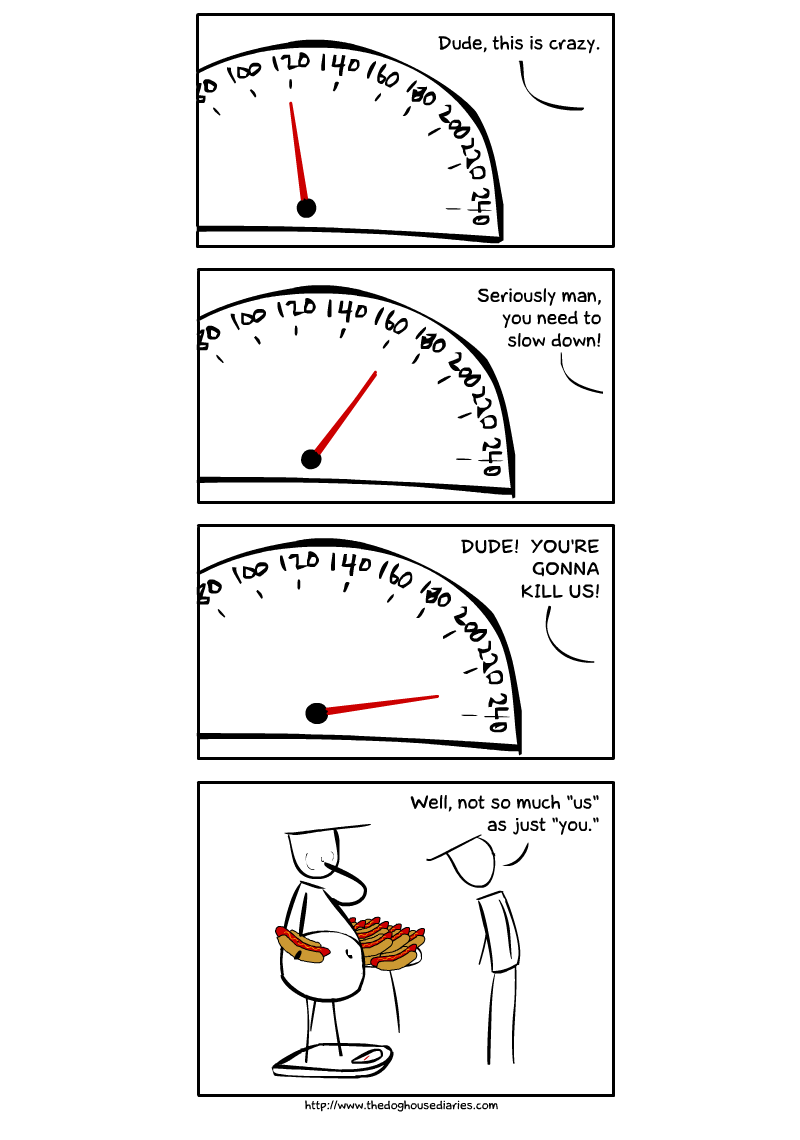 Dude, this is crazy.
80 100 120 140 160 180 200 220 240
Seriously man,
you need to
slow down!
80 100 120 140 160 180 200 220 240
DUDE! YOU'RE
GONNA
KILL US!
80 100 120 140 160 180 200 220 240
Well, not so much "us"
as just "you."
http://www.thedoghousediaries.com